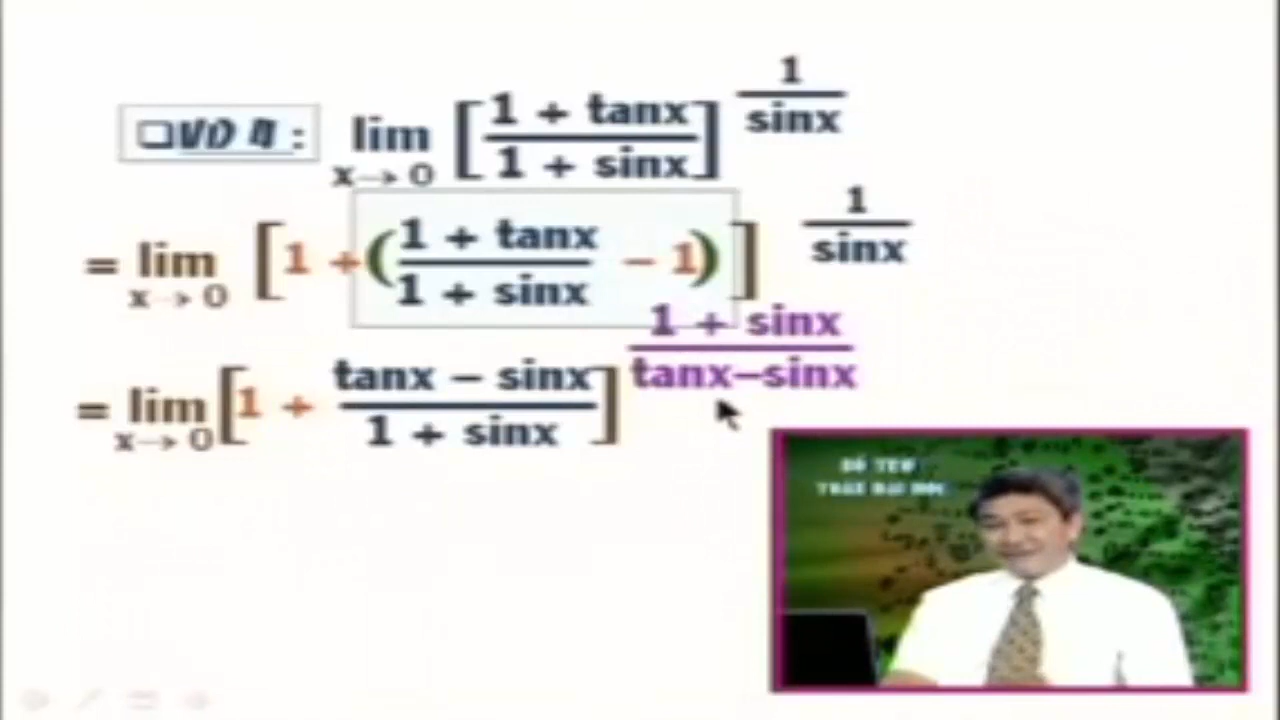 ❑VD 4 : lim x→0 [1 + tanx / 1 + sinx]^(1 / sinx)
= lim x→0 [1 + (1 + tanx / 1 + sinx − 1)]^(1 / sinx)
= lim x→0 [1 + tanx − sinx / 1 + sinx]^(1 + sinx / tanx−sinx)